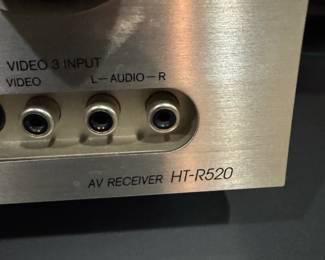 VIDEO 3 INPUT
VIDEO L—AUDIO—R
AV RECEIVER HT-R520